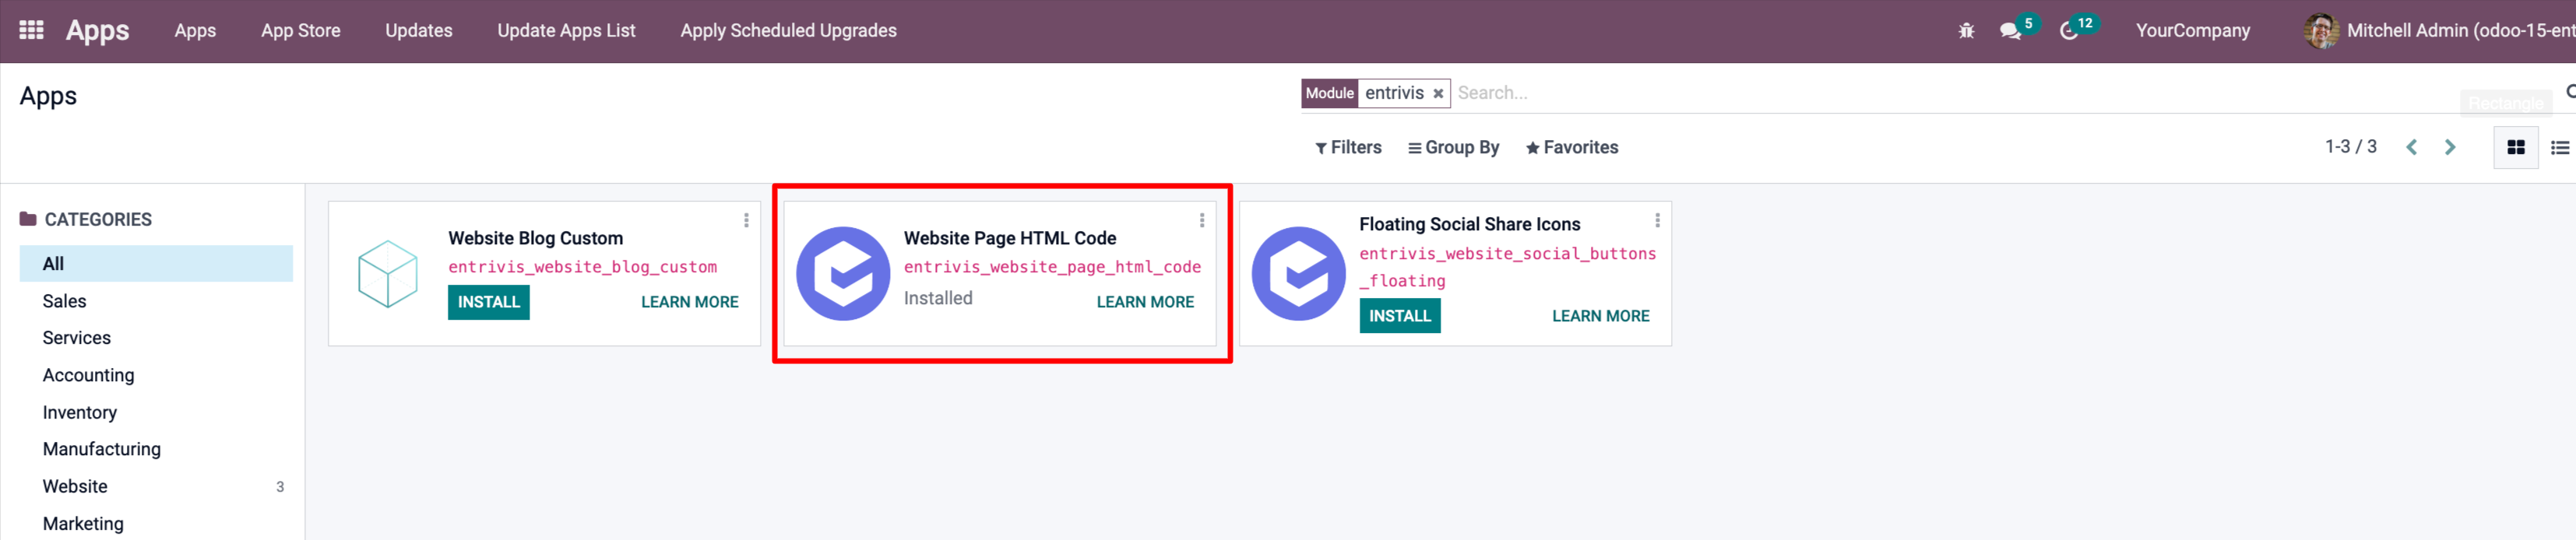 Apps Apps App Store Updates Update Apps List Apply Scheduled Upgrades 5 12 YourCompany Mitchell Admin (odoo-15-ent
Apps
Module entrivis × Search...
Rectangle
Filters Group By Favorites
1-3 / 3
CATEGORIES
All
Sales
Services
Accounting
Inventory
Manufacturing
Website 3
Marketing
Website Blog Custom
entrivis_website_blog_custom
INSTALL LEARN MORE
Website Page HTML Code
entrivis_website_page_html_code
Installed LEARN MORE
Floating Social Share Icons
entrivis_website_social_buttons
_floating
INSTALL LEARN MORE